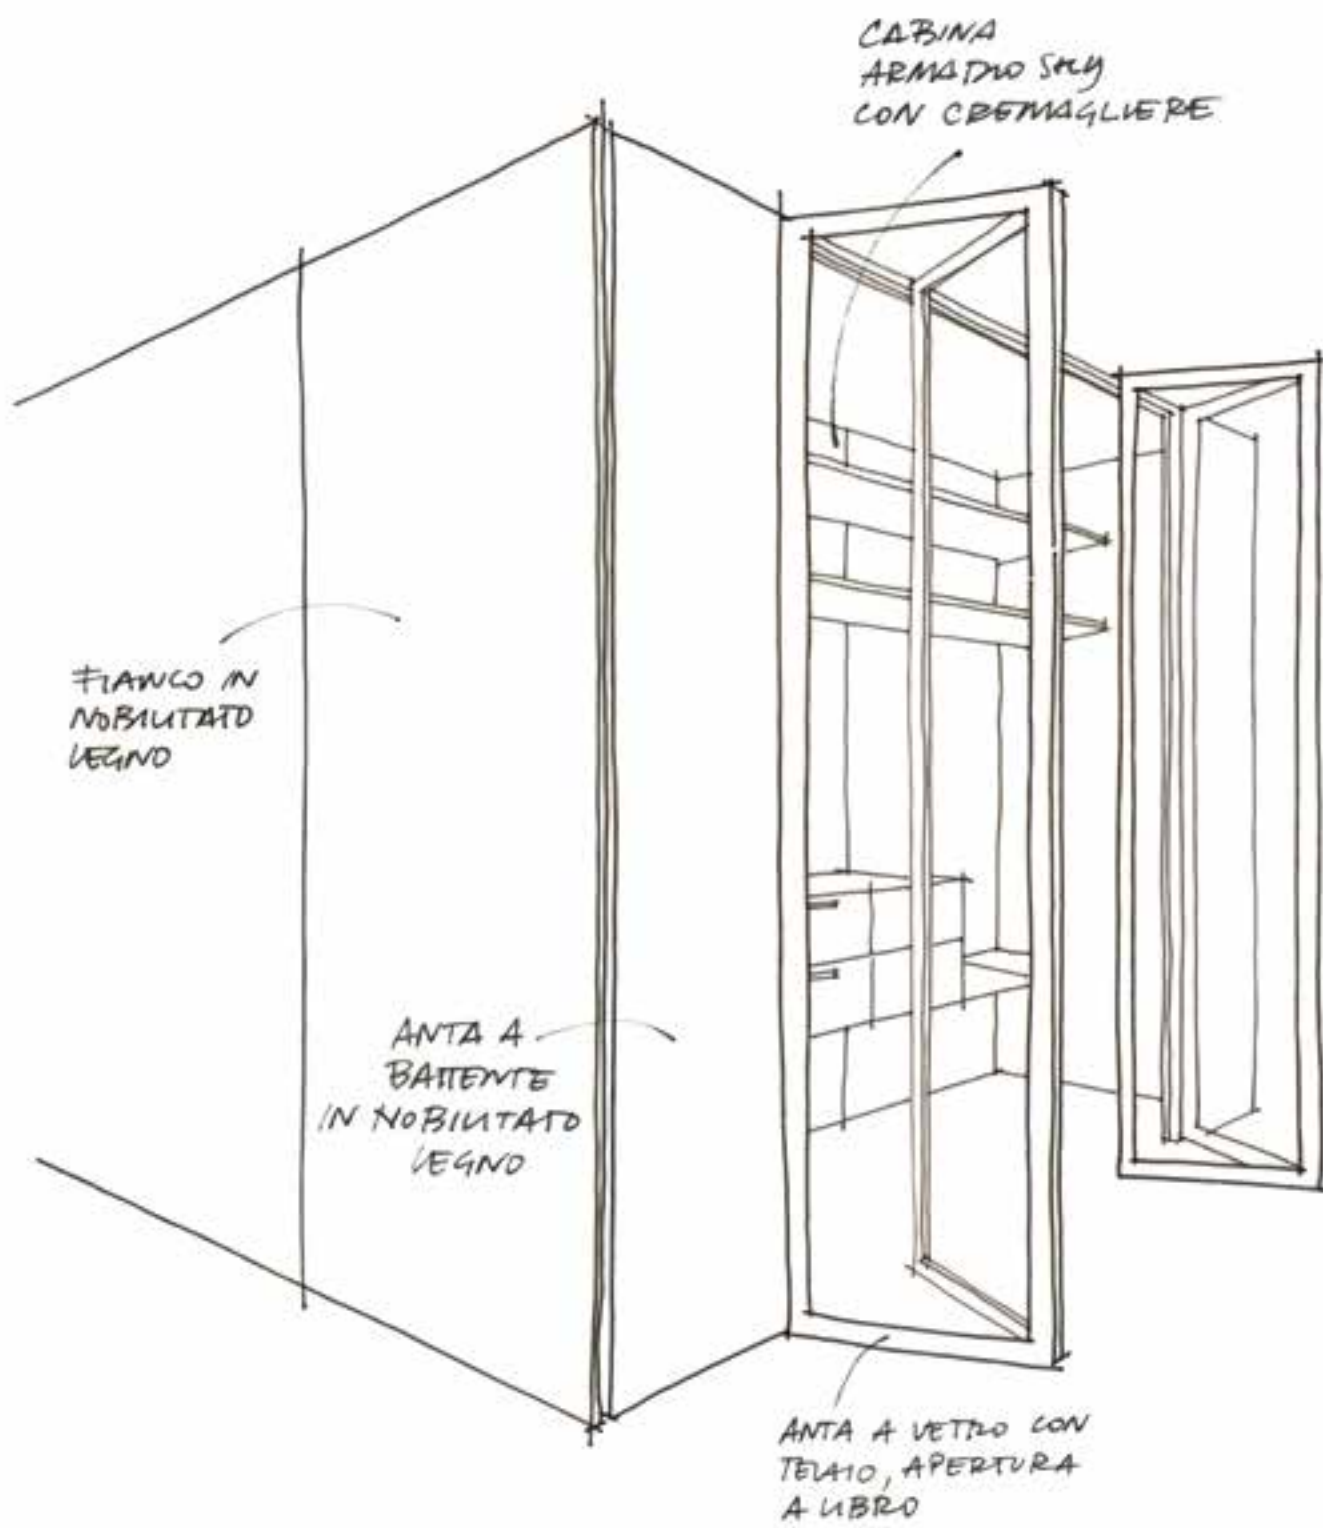 CABINA
ARMADIO SKY
CON CREMAGLIERE
FIANCO IN
NOBILITATO
LEGNO
ANTA A
BATTENTE
IN NOBILITATO
LEGNO
ANTA A VETRO CON
TELAIO, APERTURA
A LIBRO